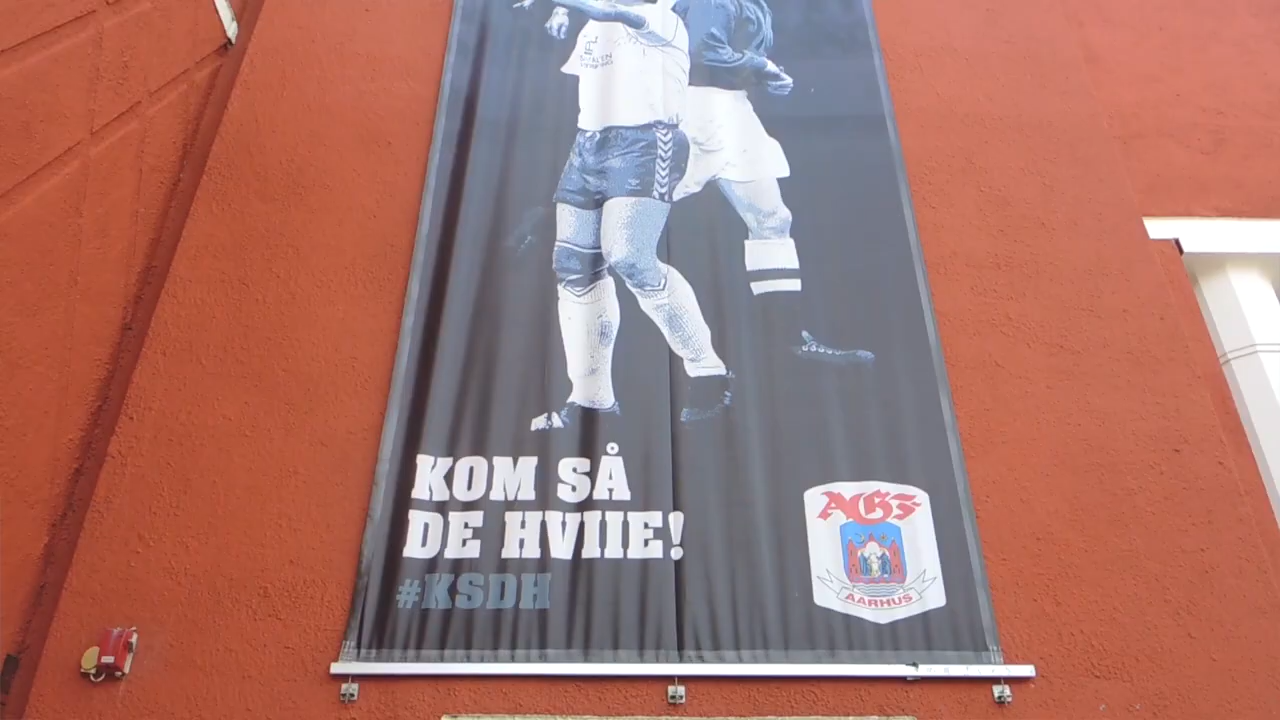 KOM SÅ
DE HVIIE!
#KSDH
AGF
AARHUS